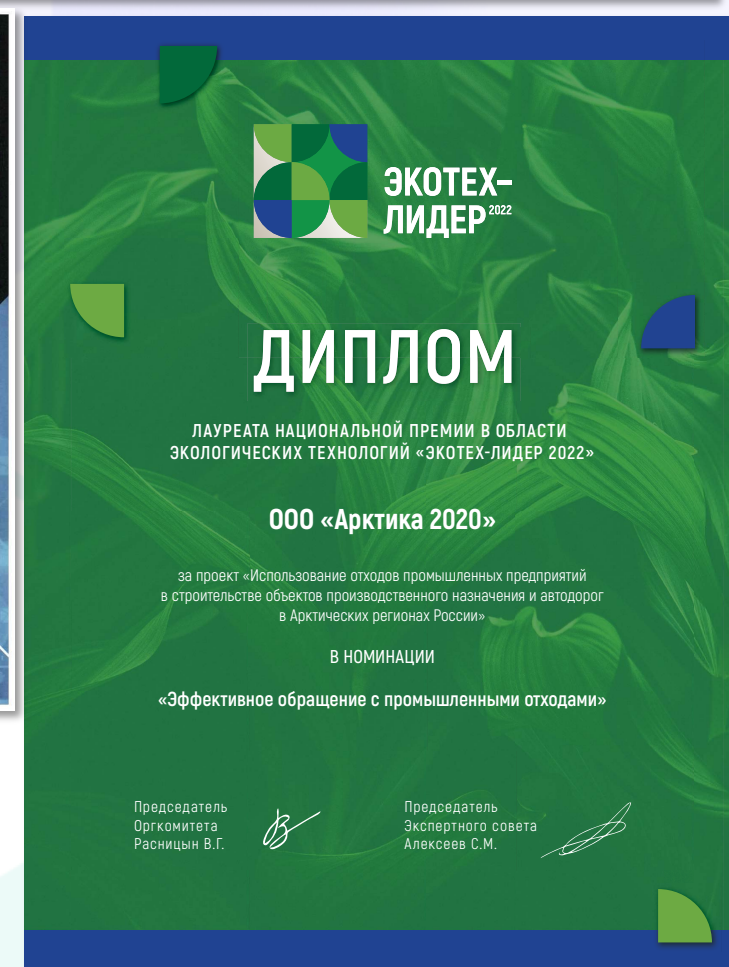 ЭКОТЕХ-
ЛИДЕР 2022
ДИПЛОМ
ЛАУРЕАТА НАЦИОНАЛЬНОЙ ПРЕМИИ В ОБЛАСТИ
ЭКОЛОГИЧЕСКИХ ТЕХНОЛОГИЙ «ЭКОТЕХ-ЛИДЕР 2022»
ООО «Арктика 2020»
за проект «Использование отходов промышленных предприятий
в строительстве объектов производственного назначения и автодорог
в Арктических регионах России»
В НОМИНАЦИИ
«Эффективное обращение с промышленными отходами»
Председатель
Оргкомитета
Расницын В.Г.
Председатель
Экспертного совета
Алексеев С.М.